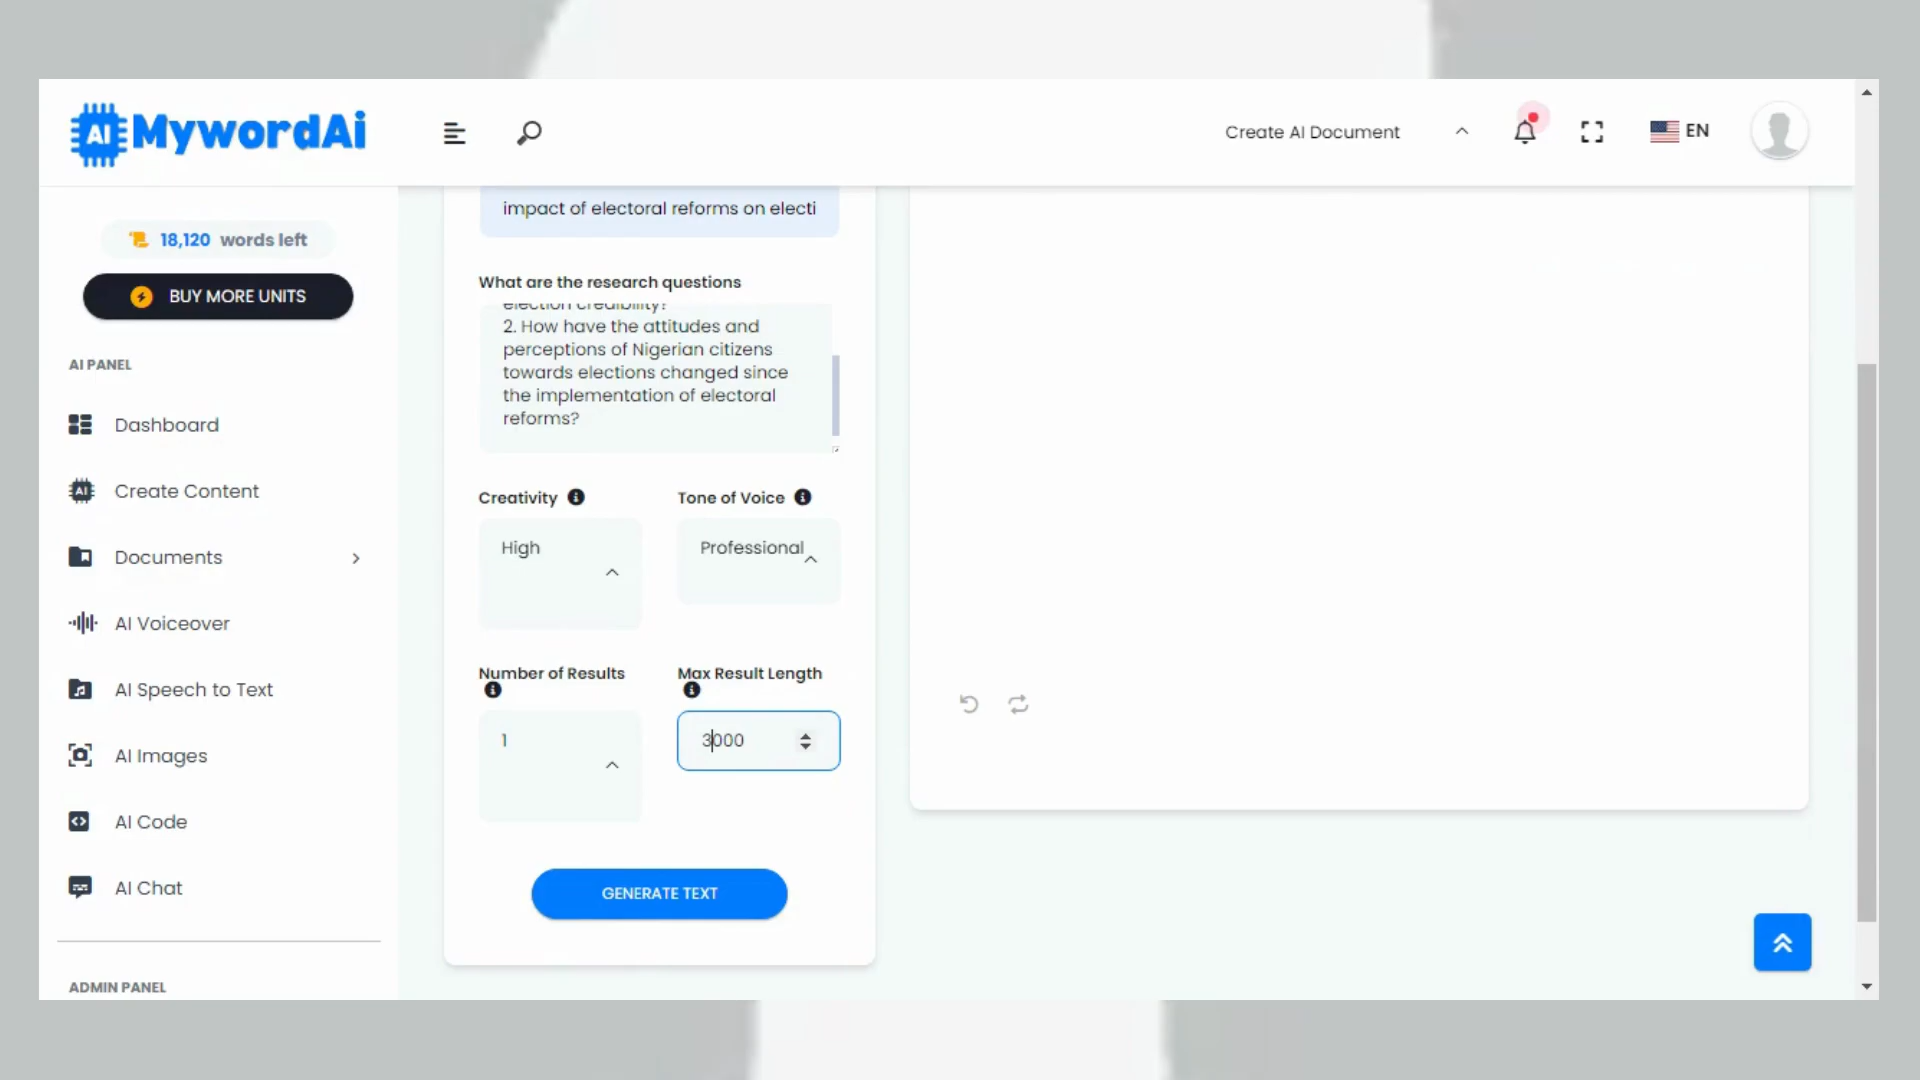 AI MywordAi
Create AI Document
EN
18,120 words left
BUY MORE UNITS
AI PANEL
Dashboard
AI Create Content
Documents
AI Voiceover
AI Speech to Text
AI Images
AI Code
AI Chat
ADMIN PANEL
impact of electoral reforms on electi
What are the research questions
election credibility?
2. How have the attitudes and
perceptions of Nigerian citizens
towards elections changed since
the implementation of electoral
reforms?
Creativity
Tone of Voice
High
Professional
Number of Results
Max Result Length
1
3000
GENERATE TEXT